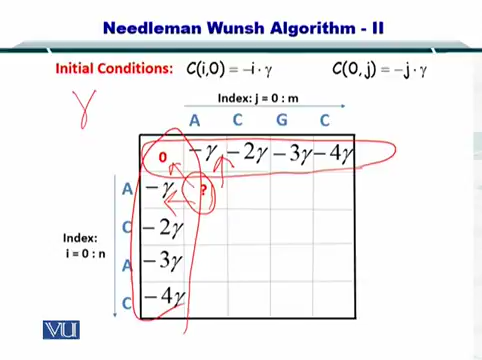 Needleman Wunsh Algorithm - II
Initial Conditions: C(i,0) = -i · γ C(0,j) = -j · γ
γ
Index: j = 0 : m
A C G C
0 -γ -2γ -3γ -4γ
A -γ ?
C -2γ
Index:
i = 0 : n
A -3γ
C -4γ
VU